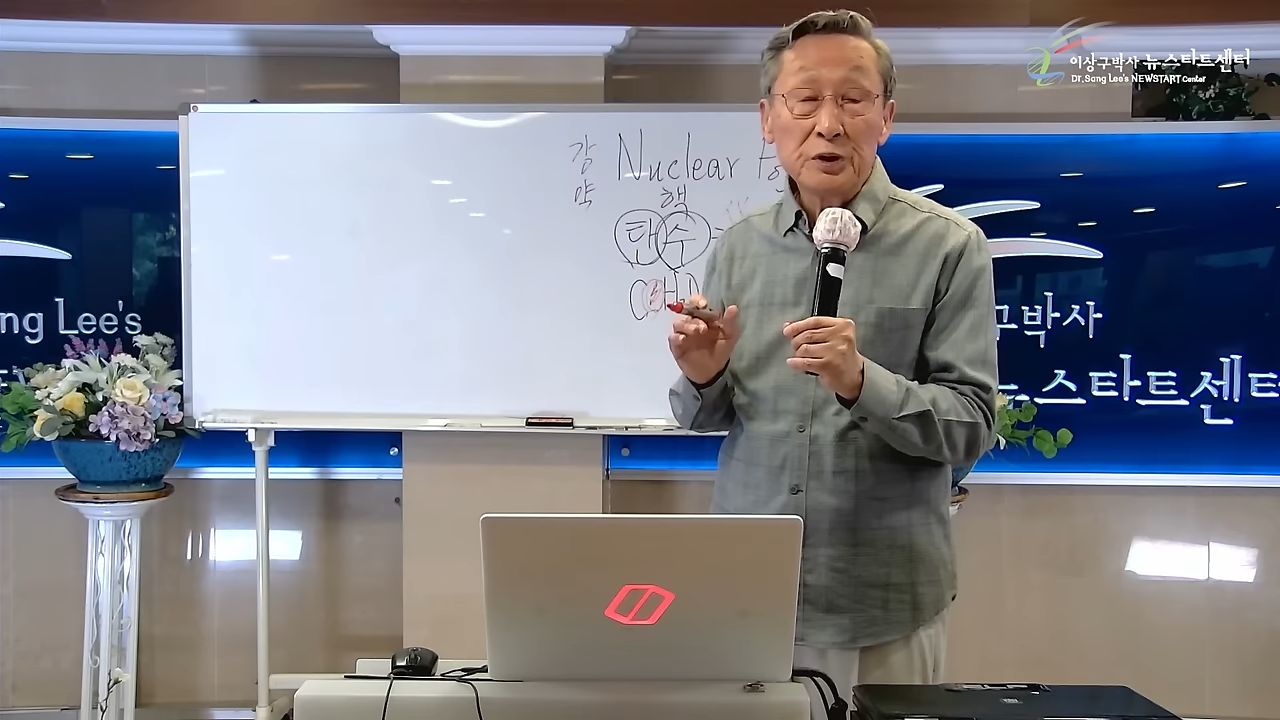 이상구박사 뉴스타트센터
Dr. Sang Lee's NEWSTART Center
강 Nuclear
약 핵
탄 수
ng Lee's
구박사
뉴스타트센터